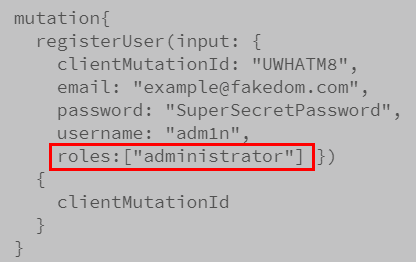 mutation{
  registerUser(input: {
    clientMutationId: "UWHATM8",
    email: "example@fakedom.com",
    password: "SuperSecretPassword",
    username: "adm1n",
    roles:["administrator"] })
  {
    clientMutationId
  }
}